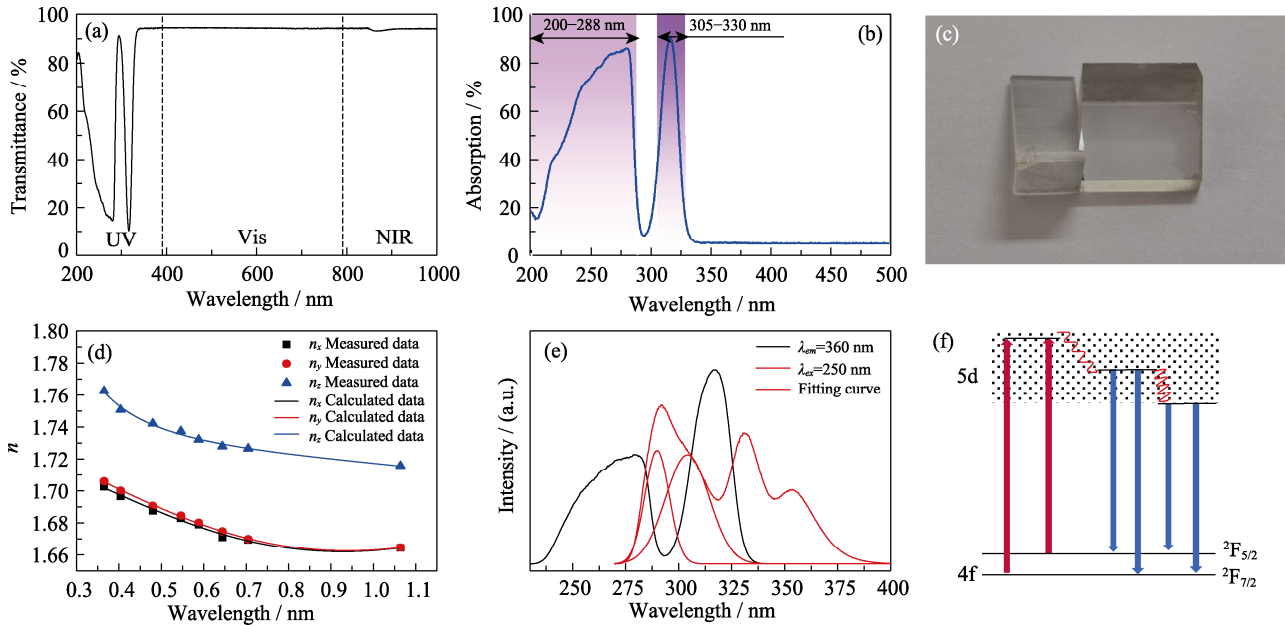 (a)
Transmittance / %
100
80
60
40
20
0
UV
Vis
NIR
200
400
600
800
1000
Wavelength / nm
(b)
200−288 nm
305−330 nm
Absorption / %
100
80
60
40
20
0
200
250
300
350
400
450
500
Wavelength / nm
(c)
(d)
n
1.80
1.78
1.76
1.74
1.72
1.70
1.68
1.66
nx Measured data
ny Measured data
nz Measured data
nx Calculated data
ny Calculated data
nz Calculated data
0.3
0.4
0.5
0.6
0.7
0.8
0.9
1.0
1.1
Wavelength / nm
(e)
Intensity / (a.u.)
λem=360 nm
λex=250 nm
Fitting curve
250
275
300
325
350
375
400
Wavelength / nm
(f)
5d
4f
²F5/2
²F7/2